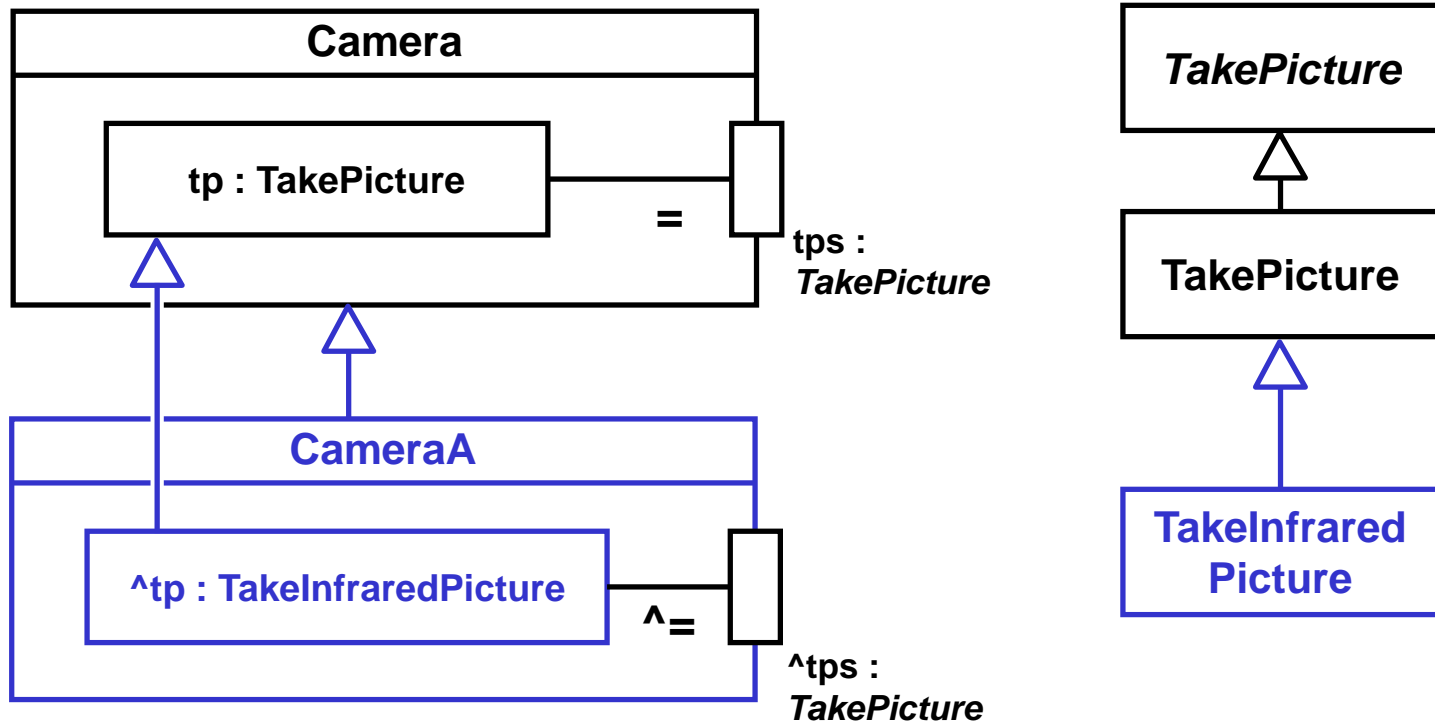 Camera
tp : TakePicture
=
tps :
TakePicture
CameraA
^tp : TakeInfraredPicture
^=
^tps :
TakePicture
TakePicture
TakePicture
TakeInfrared
Picture